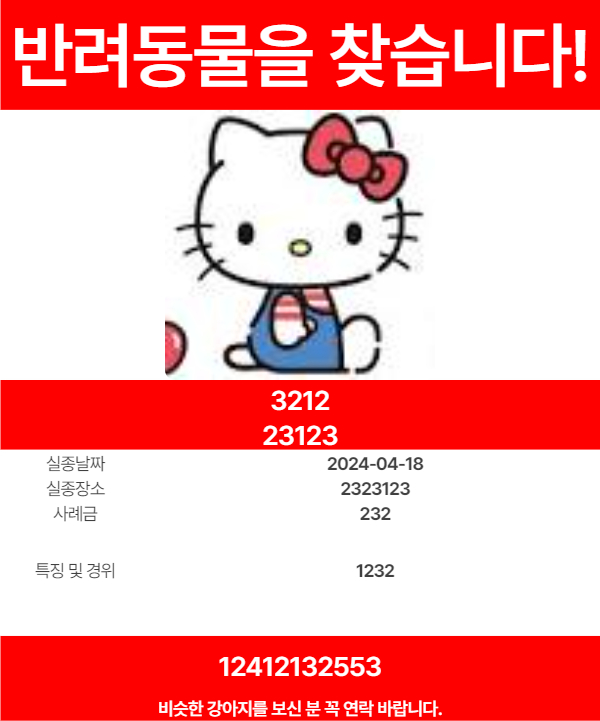 반려동물을 찾습니다!
3212
23123
실종날짜 2024-04-18
실종장소 2323123
사례금 232
특징 및 경위 1232
12412132553
비슷한 강아지를 보신 분 꼭 연락 바랍니다.